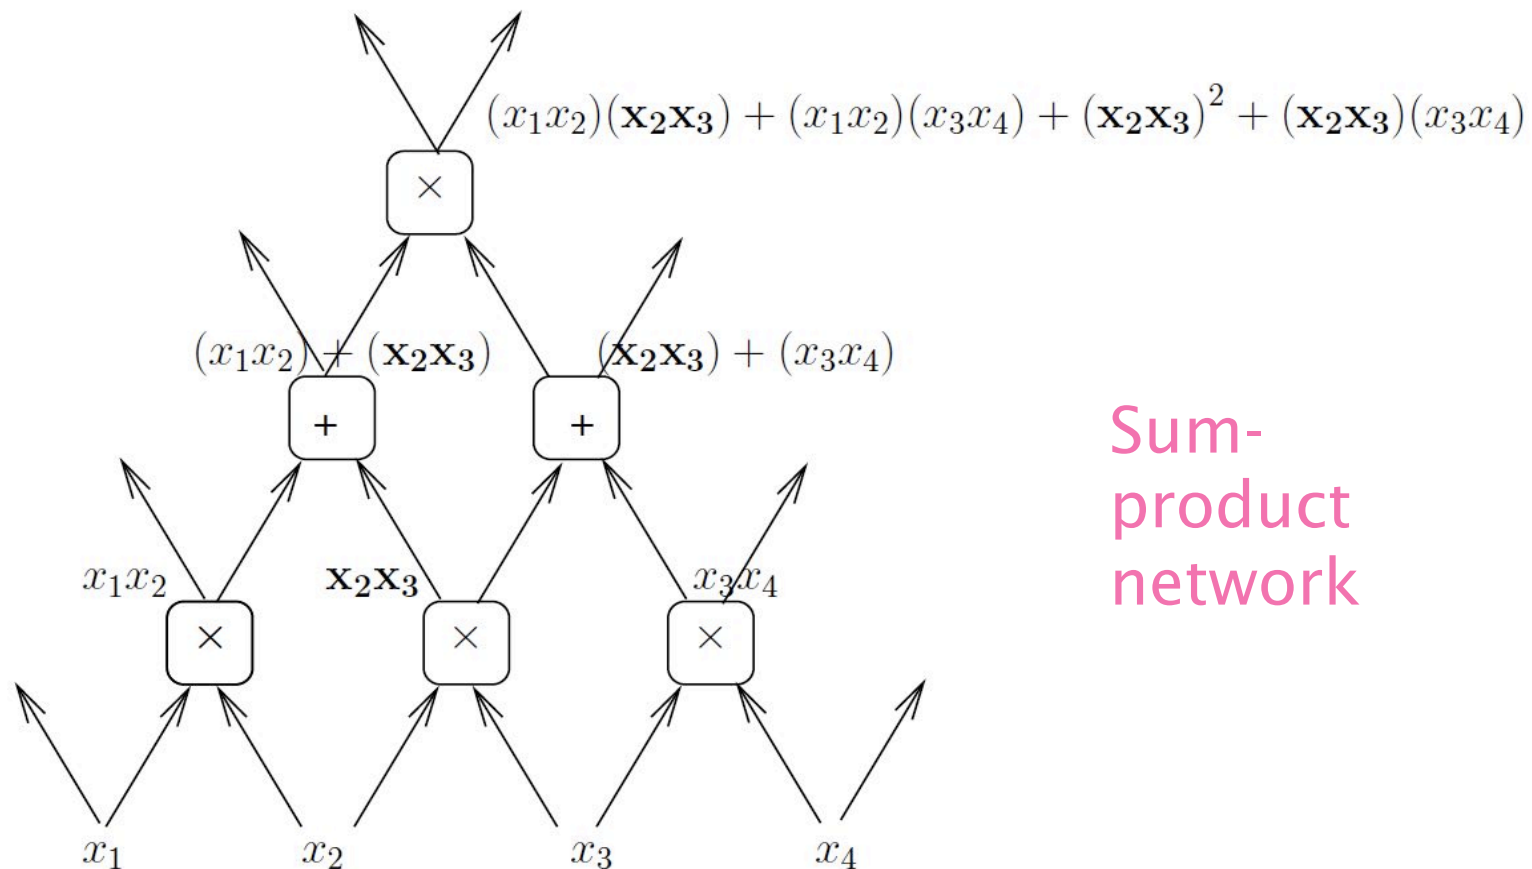 (x₁x₂)(𝐱₂𝐱₃) + (x₁x₂)(x₃x₄) + (𝐱₂𝐱₃)² + (𝐱₂𝐱₃)(x₃x₄)
×
(x₁x₂) + (𝐱₂𝐱₃)
(𝐱₂𝐱₃) + (x₃x₄)
+
+
Sum-
product
network
x₁x₂
𝐱₂𝐱₃
x₃x₄
×
×
×
x₁
x₂
x₃
x₄